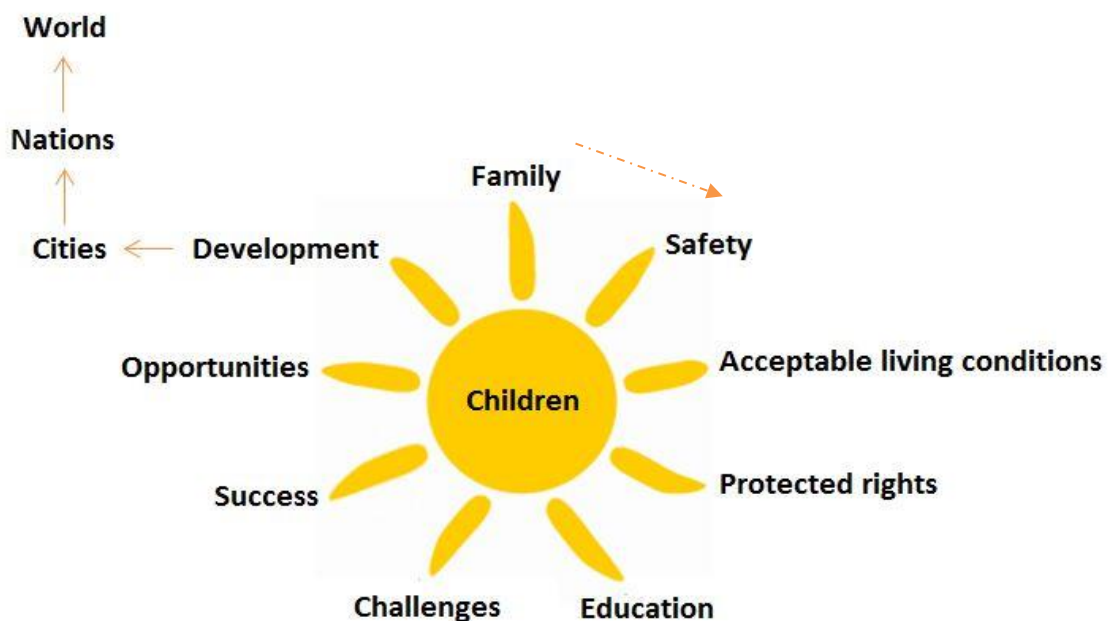 World
Nations
Family
Cities
Development
Safety
Opportunities
Acceptable living conditions
Children
Success
Protected rights
Challenges
Education